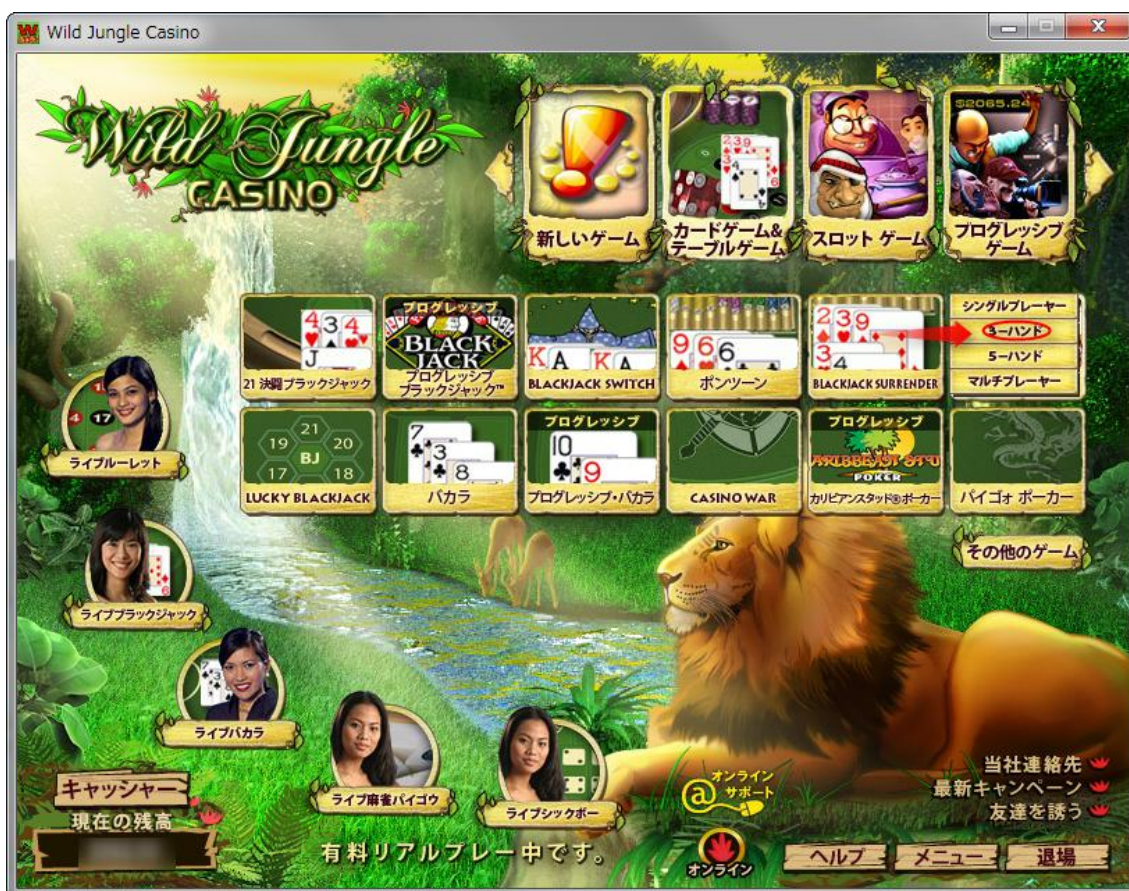 Wild Jungle Casino
Wild Jungle
CASINO
$2065.24
新しいゲーム
カードゲーム&
テーブルゲーム
スロット ゲーム
プログレッシブ
ゲーム
21 決闘ブラックジャック
プログレッシブ
BLACK
JACK
プログレッシブ
ブラックジャック™
BLACKJACK SWITCH
ポンツーン
BLACKJACK SURRENDER
シングルプレーヤー
3-ハンド
5-ハンド
マルチプレーヤー
19 21 20
BJ
17 18
LUCKY BLACKJACK
バカラ
プログレッシブ
プログレッシブ・バカラ
CASINO WAR
プログレッシブ
CARIBBEAN STUD
POKER
カリビアンスタッド®ポーカー
パイゴォ ポーカー
その他のゲーム
ライブルーレット
ライブブラックジャック
ライブバカラ
ライブ麻雀パイゴウ
ライブシックボー
キャッシャー
現在の残高
有料リアルプレー中です。
オンライン
サポート
オンライン
当社連絡先
最新キャンペーン
友達を誘う
ヘルプ
メニュー
退場